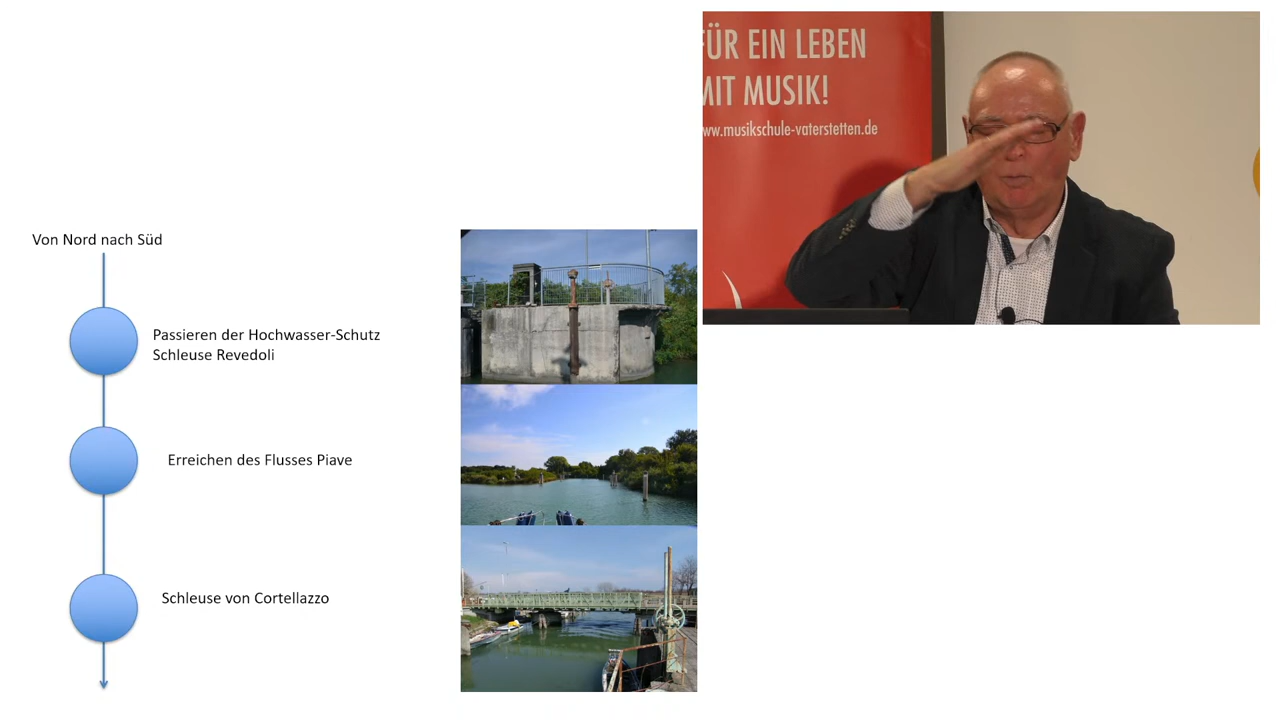 FÜR EIN LEBEN
MIT MUSIK!
www.musikschule-vaterstetten.de
Von Nord nach Süd
Passieren der Hochwasser-Schutz
Schleuse Revedoli
Erreichen des Flusses Piave
Schleuse von Cortellazzo